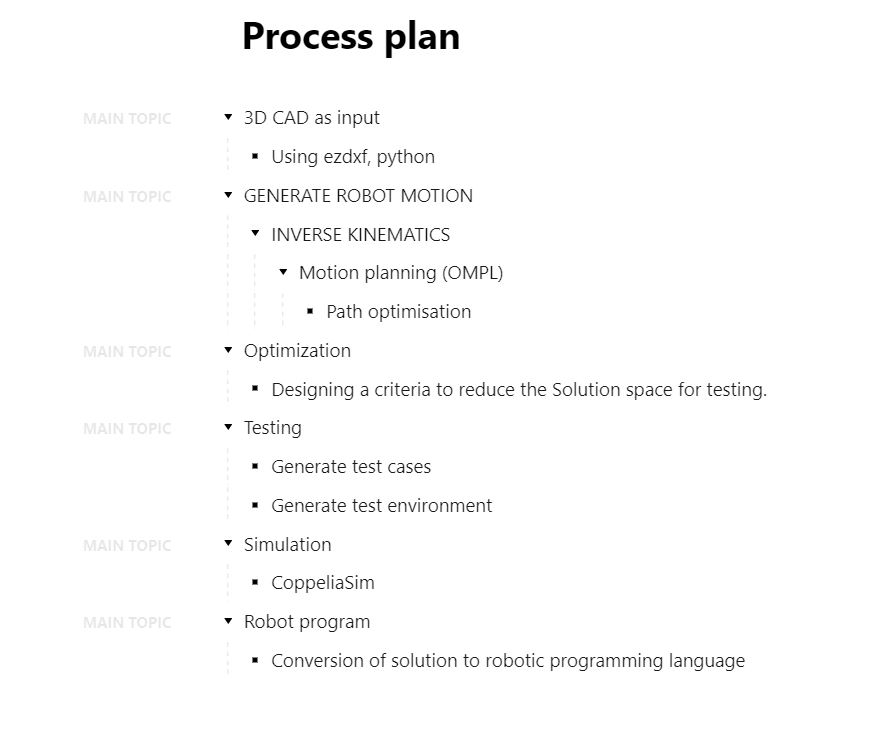 Process plan
MAIN TOPIC 3D CAD as input
Using ezdxf, python
MAIN TOPIC GENERATE ROBOT MOTION
INVERSE KINEMATICS
Motion planning (OMPL)
Path optimisation
MAIN TOPIC Optimization
Designing a criteria to reduce the Solution space for testing.
MAIN TOPIC Testing
Generate test cases
Generate test environment
MAIN TOPIC Simulation
CoppeliaSim
MAIN TOPIC Robot program
Conversion of solution to robotic programming language